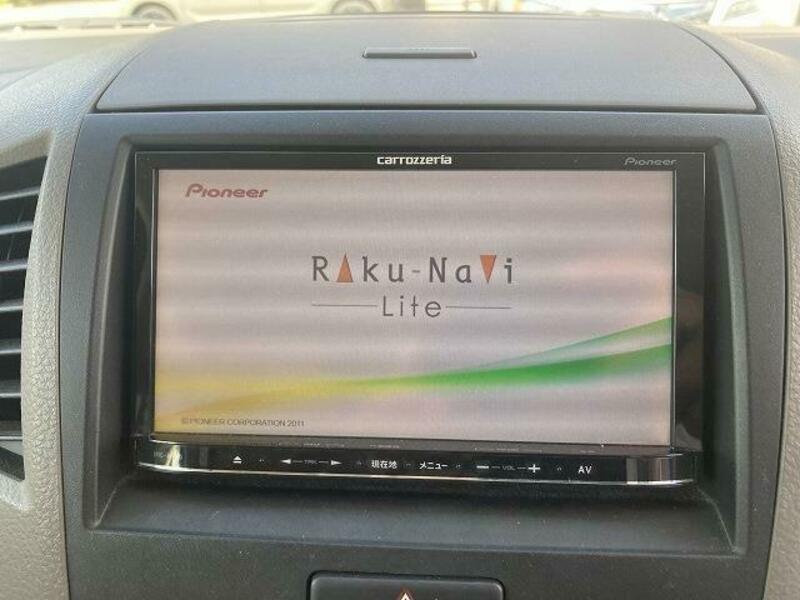 carrozzeria Pioneer
Pioneer
Raku-Navi
Lite
© PIONEER CORPORATION 2011
TRK 現在地 メニュー VOL AV